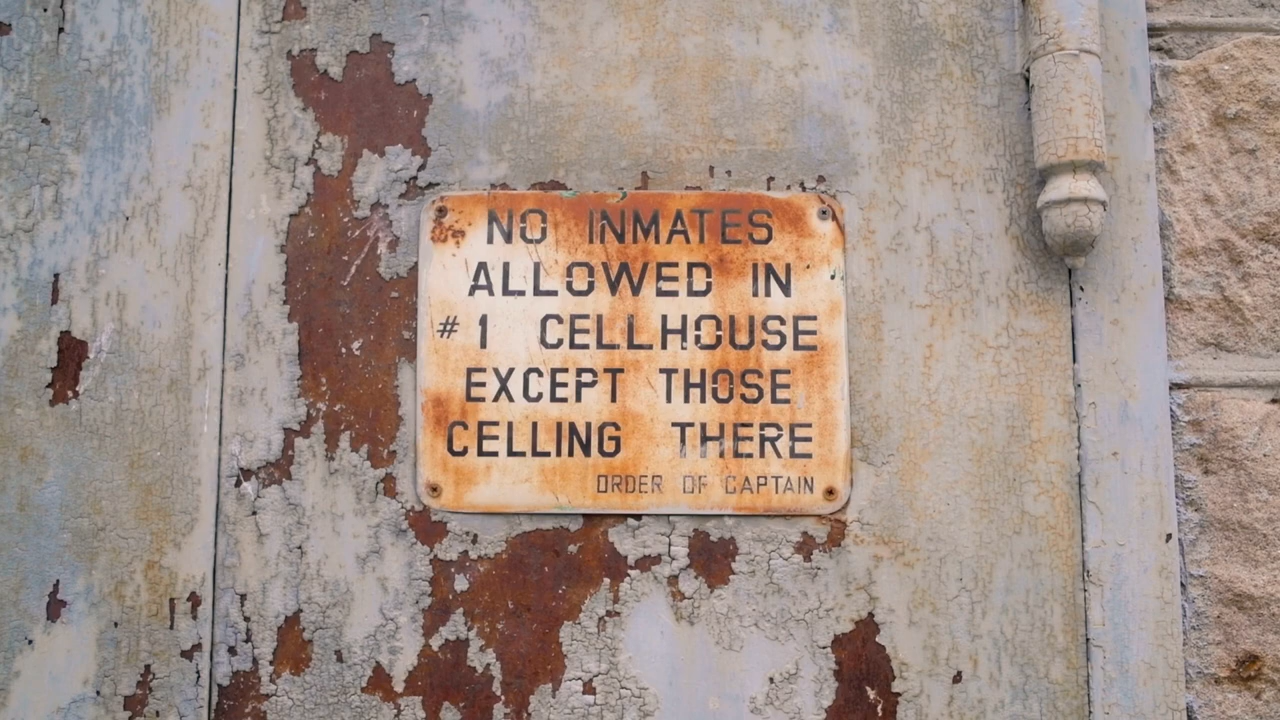 NO INMATES
ALLOWED IN
#1 CELLHOUSE
EXCEPT THOSE
CELLING THERE
ORDER OF CAPTAIN